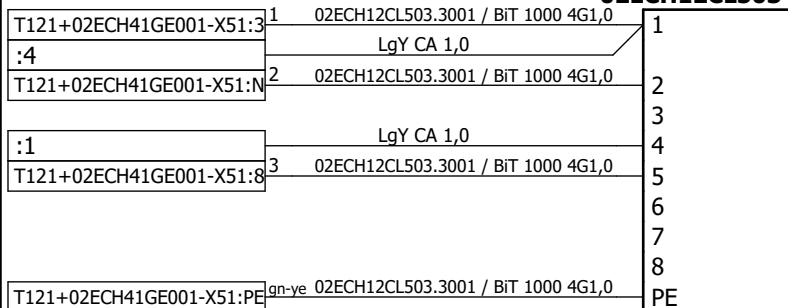 T121+02ECH41GE001-X51:3 1 02ECH12CL503.3001 / BiT 1000 4G1,0 1
:4 LgY CA 1,0
T121+02ECH41GE001-X51:N 2 02ECH12CL503.3001 / BiT 1000 4G1,0 2
3
:1 LgY CA 1,0 4
T121+02ECH41GE001-X51:8 3 02ECH12CL503.3001 / BiT 1000 4G1,0 5
6
7
8
T121+02ECH41GE001-X51:PE gn-ye 02ECH12CL503.3001 / BiT 1000 4G1,0 PE